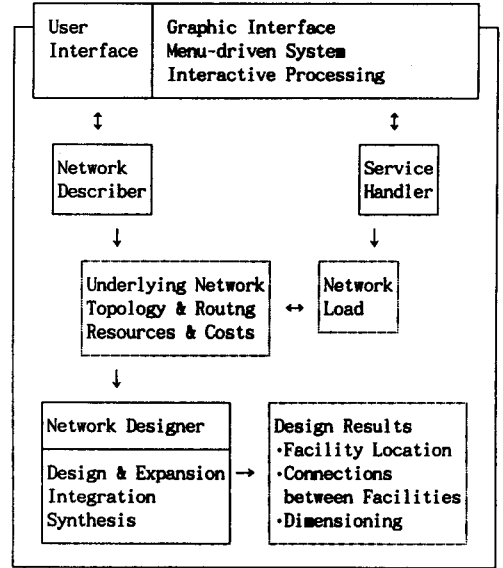 User
Interface
Graphic Interface
Menu-driven System
Interactive Processing
Network
Describer
Service
Handler
Underlying Network
Topology & Routng
Resources & Costs
Network
Load
Network Designer
Design & Expansion
Integration
Synthesis
Design Results
·Facility Location
·Connections
between Facilities
·Dimensioning